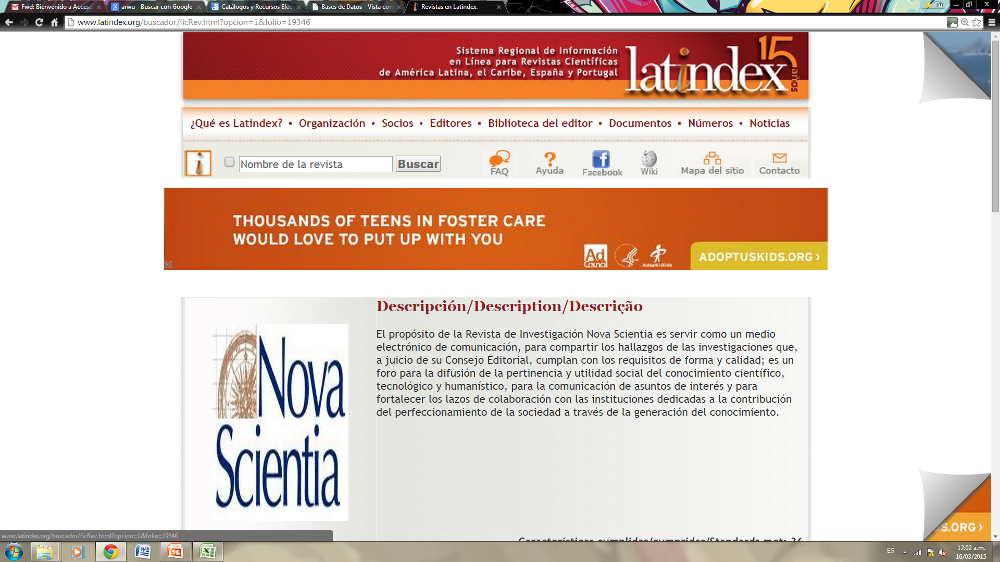 Fwd: Bienvenido a Acceso
arwu - Buscar con Google
Catálogos y Recursos Elec
Bases de Datos - Vista con
Revistas en Latindex.
Tú
www.latindex.org/buscador/ficRev.html?opcion=1&folio=19346
Sistema Regional de Información
en Línea para Revistas Científicas
de América Latina, el Caribe, España y Portugal
latindex
15
años
¿Qué es Latindex? • Organización • Socios • Editores • Biblioteca del editor • Documentos • Números • Noticias
i
Nombre de la revista
Buscar
FAQ
Ayuda
Facebook
Wiki
Mapa del sitio
Contacto
THOUSANDS OF TEENS IN FOSTER CARE
WOULD LOVE TO PUT UP WITH YOU
Ad
Council
AdoptUsKids
ADOPTUSKIDS.ORG ›
Descripción/Description/Descrição
El propósito de la Revista de Investigación Nova Scientia es servir como un medio
electrónico de comunicación, para compartir los hallazgos de las investigaciones que,
a juicio de su Consejo Editorial, cumplan con los requisitos de forma y calidad; es un
foro para la difusión de la pertinencia y utilidad social del conocimiento científico,
tecnológico y humanístico, para la comunicación de asuntos de interés y para
fortalecer los lazos de colaboración con las instituciones dedicadas a la contribución
del perfeccionamiento de la sociedad a través de la generación del conocimiento.
Nova
Scientia
S.ORG ›
Características cumplidas/cumpridas/Standards met: 36
www.latindex.org/buscador/ficRev.html?opcion=1&folio=19346
ES
12:02 a.m.
16/03/2015